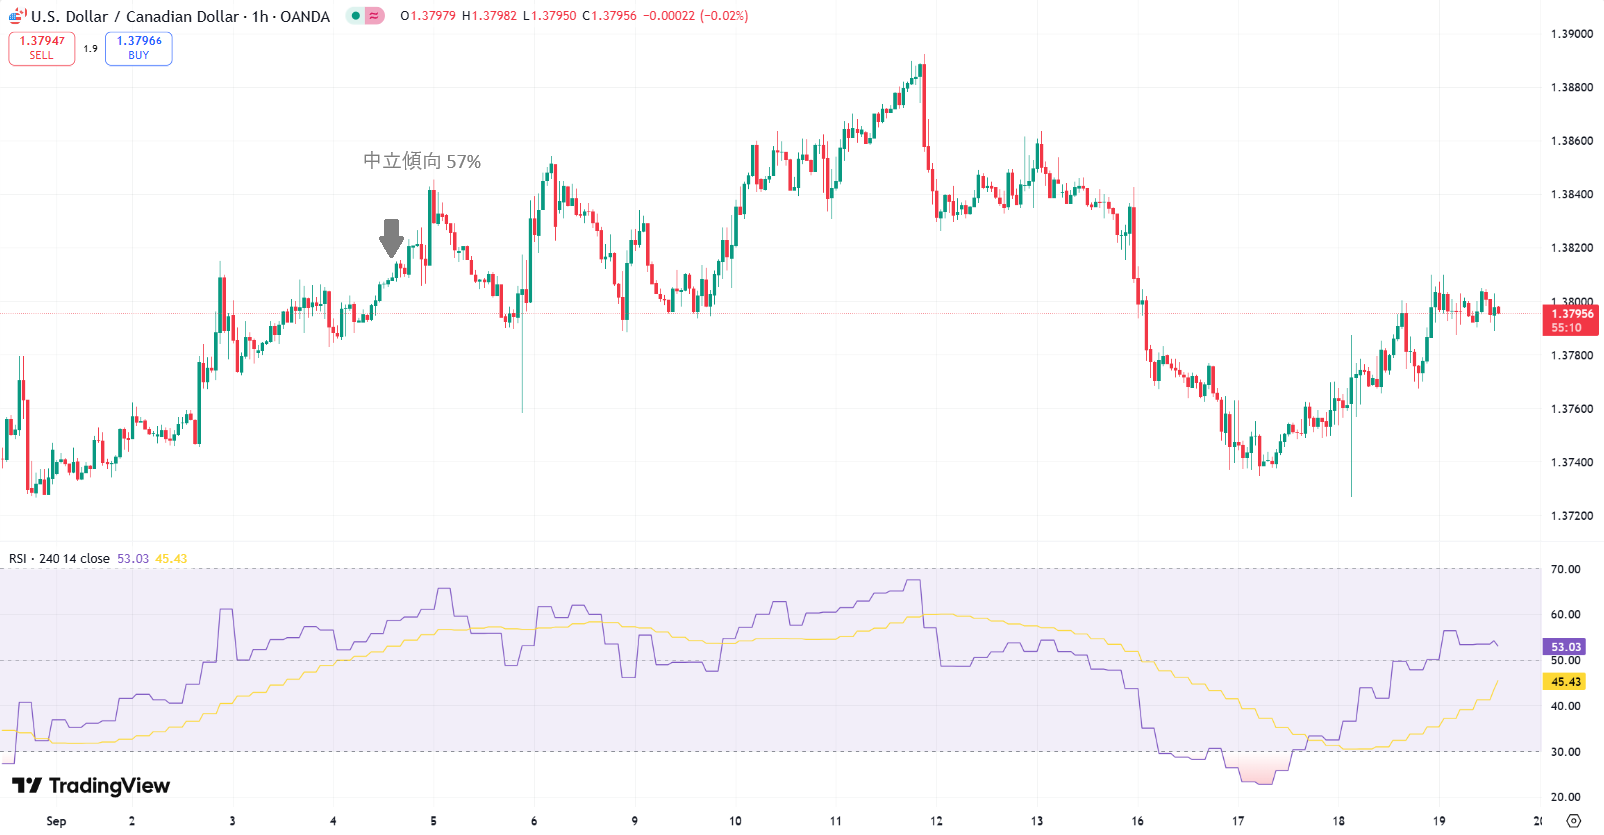 U.S. Dollar / Canadian Dollar · 1h · OANDA
O1.37979 H1.37982 L1.37950 C1.37956 −0.00022 (−0.02%)
1.37947
SELL
1.9
1.37966
BUY
中立傾向 57%
1.39000
1.38800
1.38600
1.38400
1.38200
1.38000
1.37956
55:10
1.37800
1.37600
1.37400
1.37200
RSI · 240 14 close 53.03 45.43
70.00
60.00
53.03
50.00
45.43
40.00
30.00
20.00
TradingView
Sep 2 3 4 5 6 9 10 11 12 13 16 17 18 19 20